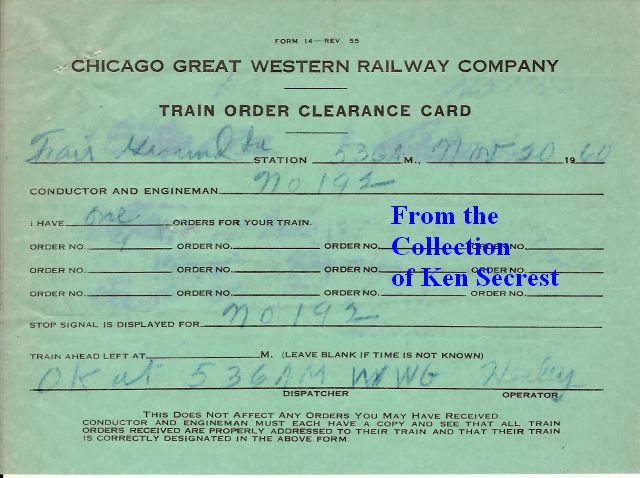 FORM 14—REV 55
CHICAGO GREAT WESTERN RAILWAY COMPANY
TRAIN ORDER CLEARANCE CARD
Fair Ground Ia STATION 536A M., Nov 20 1960
CONDUCTOR AND ENGINEMAN No 192
I HAVE one ORDERS FOR YOUR TRAIN.
ORDER NO. 9 ORDER NO. ORDER NO. ORDER NO.
ORDER NO. ORDER NO. ORDER NO. ORDER NO.
ORDER NO. ORDER NO. ORDER NO. ORDER NO.
From the
Collection
of Ken Secrest
STOP SIGNAL IS DISPLAYED FOR No 192
TRAIN AHEAD LEFT AT M. (LEAVE BLANK IF TIME IS NOT KNOWN)
OK at 536AM WWG
DISPATCHER OPERATOR
THIS DOES NOT AFFECT ANY ORDERS YOU MAY HAVE RECEIVED.
CONDUCTOR AND ENGINEMAN MUST EACH HAVE A COPY AND SEE THAT ALL TRAIN
ORDERS RECEIVED ARE PROPERLY ADDRESSED TO THEIR TRAIN AND THAT THEIR TRAIN
IS CORRECTLY DESIGNATED IN THE ABOVE FORM.